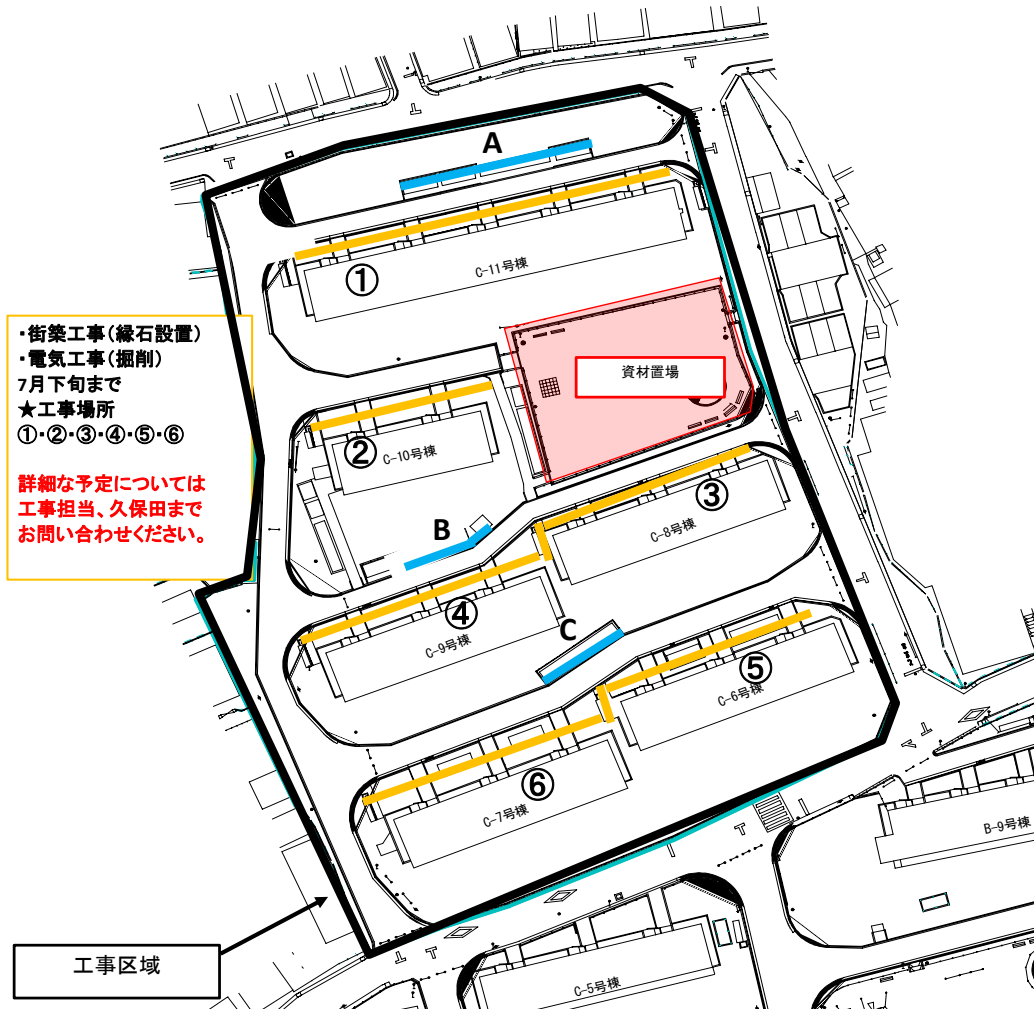 A
C-11号棟
①
・街築工事(縁石設置)
・電気工事(掘削)
7月下旬まで
★工事場所
①・②・③・④・⑤・⑥
詳細な予定については
工事担当、久保田まで
お問い合わせください。
資材置場
②
C-10号棟
③
C-8号棟
B
④
C-9号棟
C
⑤
C-6号棟
⑥
C-7号棟
B-9号棟
工事区域
C-5号棟